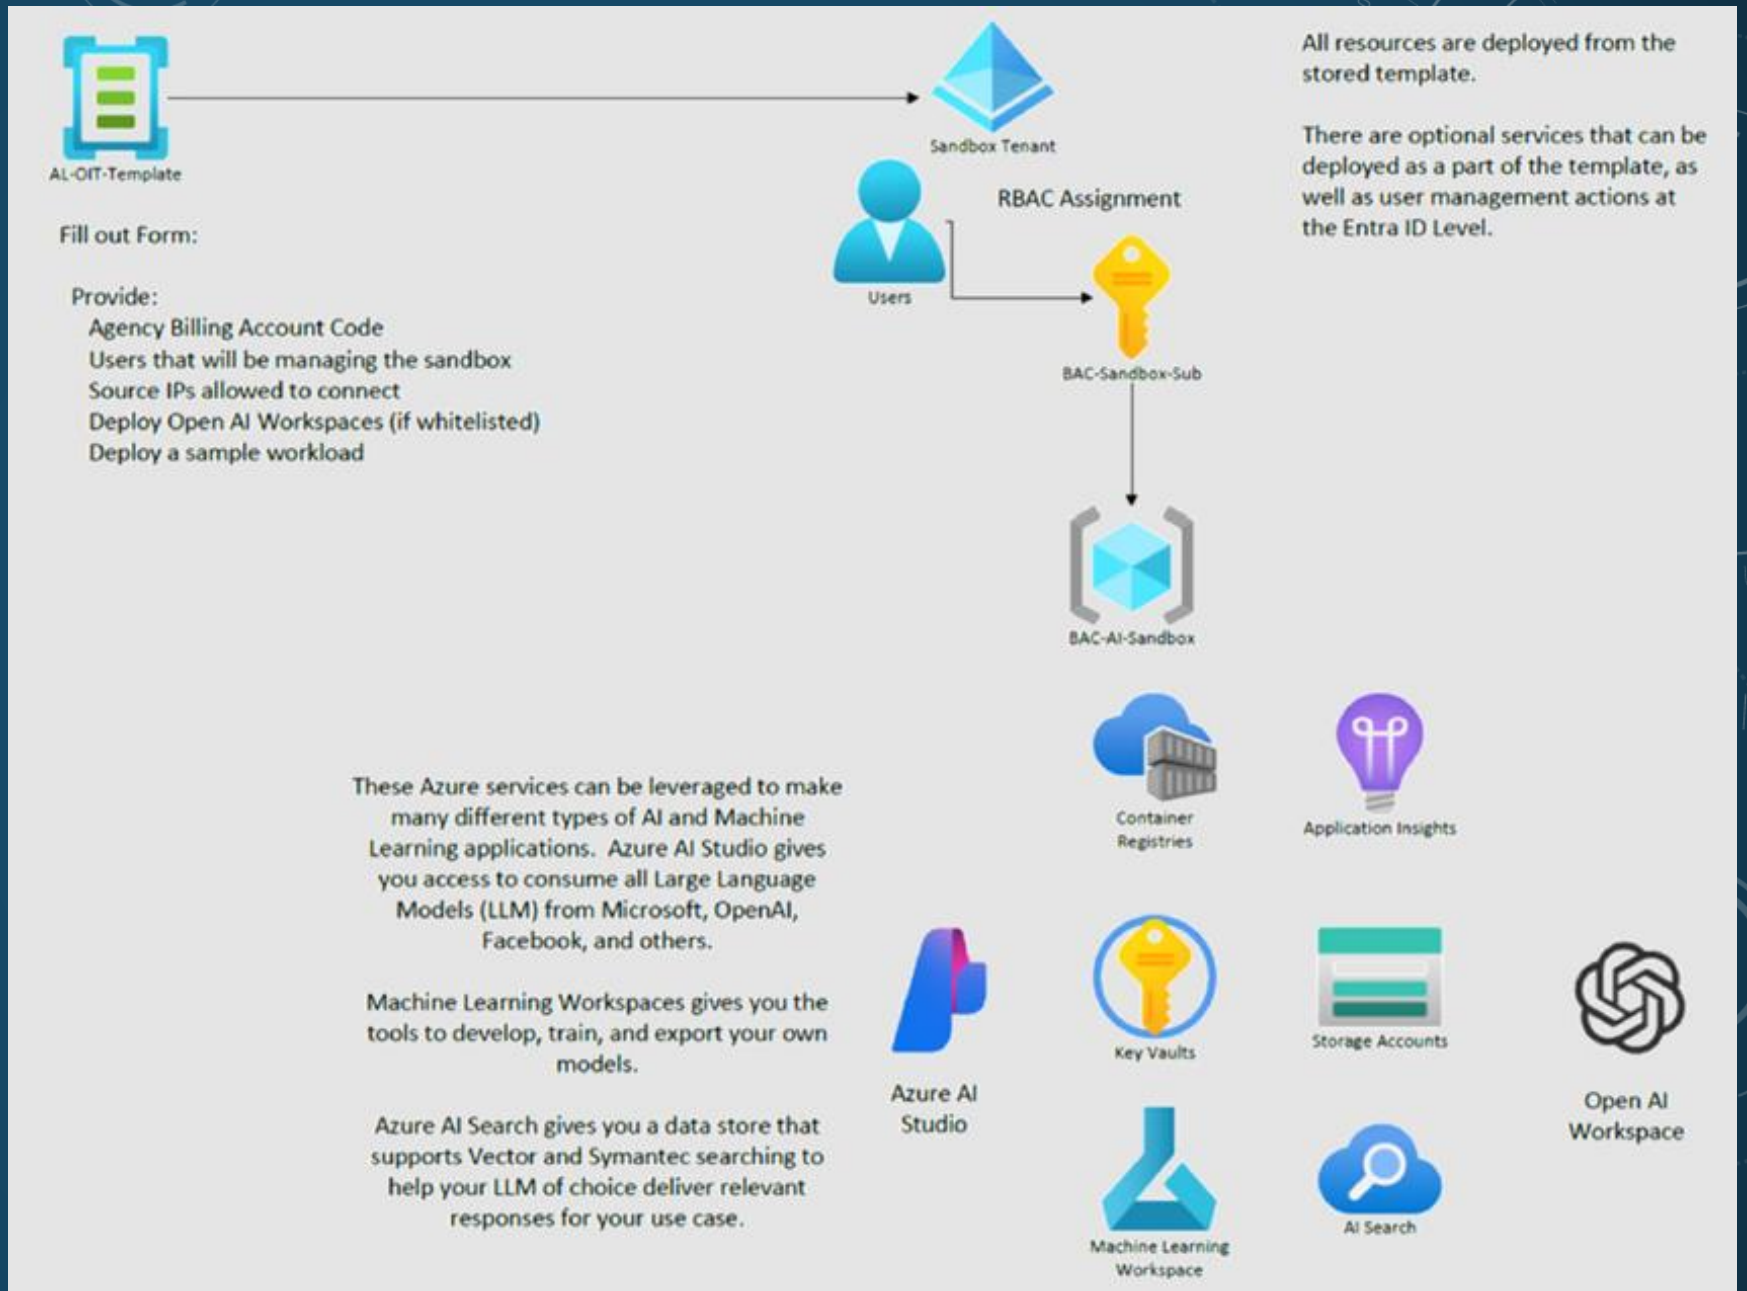 AL-OIT-Template
Fill out Form:
Provide:
Agency Billing Account Code
Users that will be managing the sandbox
Source IPs allowed to connect
Deploy Open AI Workspaces (if whitelisted)
Deploy a sample workload
Sandbox Tenant
RBAC Assignment
Users
BAC-Sandbox-Sub
All resources are deployed from the
stored template.
There are optional services that can be
deployed as a part of the template, as
well as user management actions at
the Entra ID Level.
BAC-AI-Sandbox
These Azure services can be leveraged to make
many different types of AI and Machine
Learning applications. Azure AI Studio gives
you access to consume all Large Language
Models (LLM) from Microsoft, OpenAI,
Facebook, and others.
Machine Learning Workspaces gives you the
tools to develop, train, and export your own
models.
Azure AI Search gives you a data store that
supports Vector and Symantec searching to
help your LLM of choice deliver relevant
responses for your use case.
Container
Registries
Application Insights
Azure AI
Studio
Key Vaults
Storage Accounts
Open AI
Workspace
Machine Learning
Workspace
AI Search